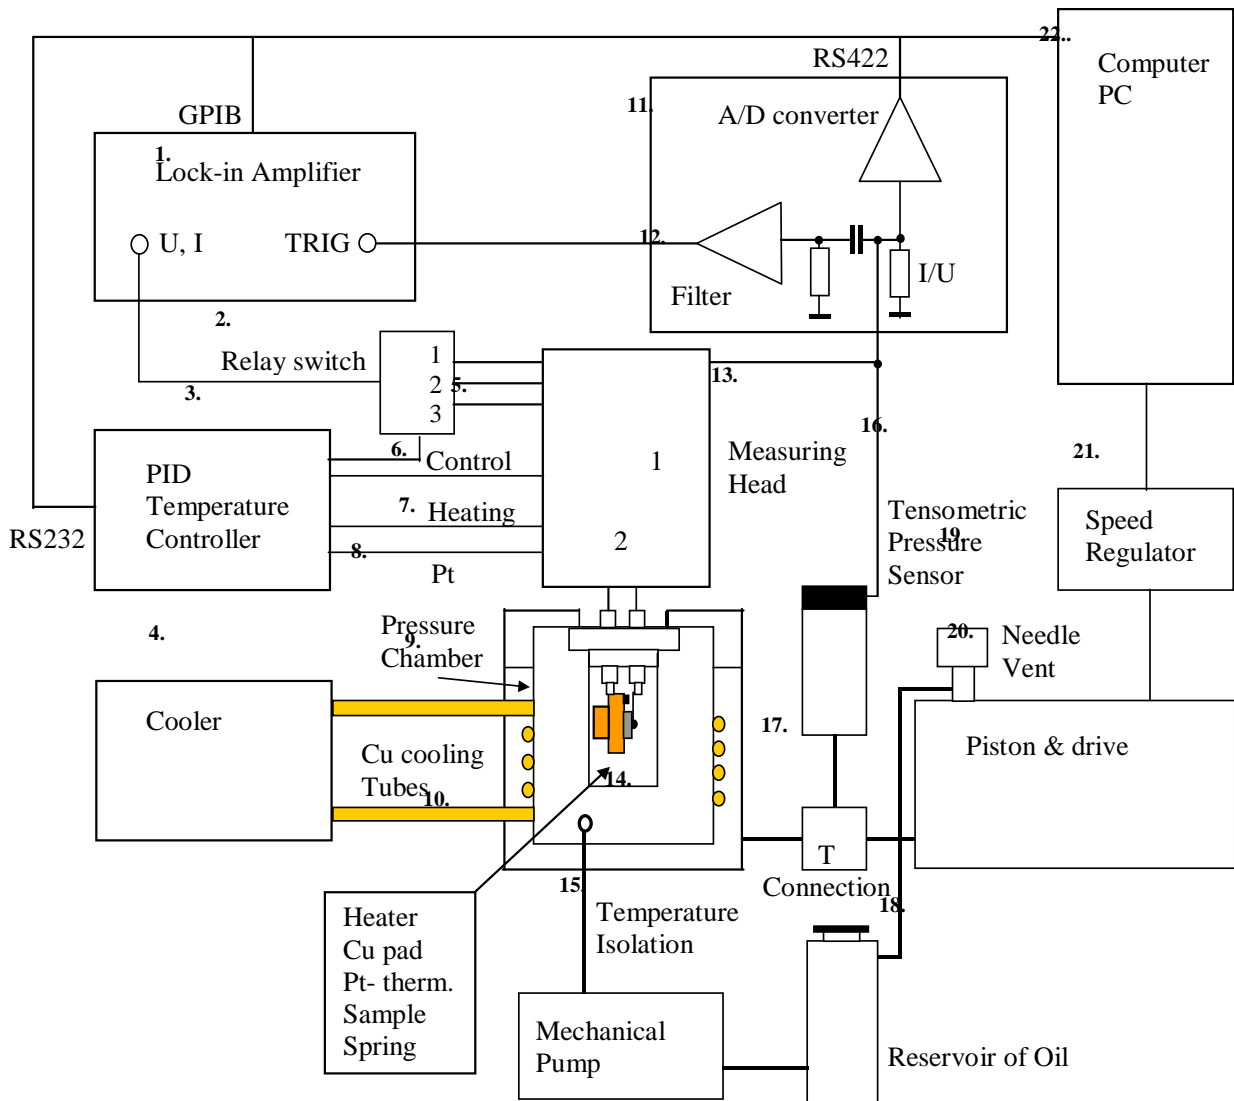 22..
RS422
Computer
PC
11.
A/D converter
GPIB
1.
Lock-in Amplifier
U, I
TRIG
12.
I/U
Filter
2.
Relay switch
1
2
3
3.
5.
13.
16.
6.
Control
PID
Temperature
Controller
RS232
7.
Heating
8.
Pt
1
2
Measuring
Head
21.
Tensometric
19.
Pressure
Sensor
Speed
Regulator
4.
Pressure
9.
Chamber
20.
Needle
Vent
Cooler
Cu cooling
Tubes
10.
14.
17.
Piston & drive
T
Connection
15.
18.
Heater
Cu pad
Pt- therm.
Sample
Spring
Temperature
Isolation
Mechanical
Pump
Reservoir of Oil